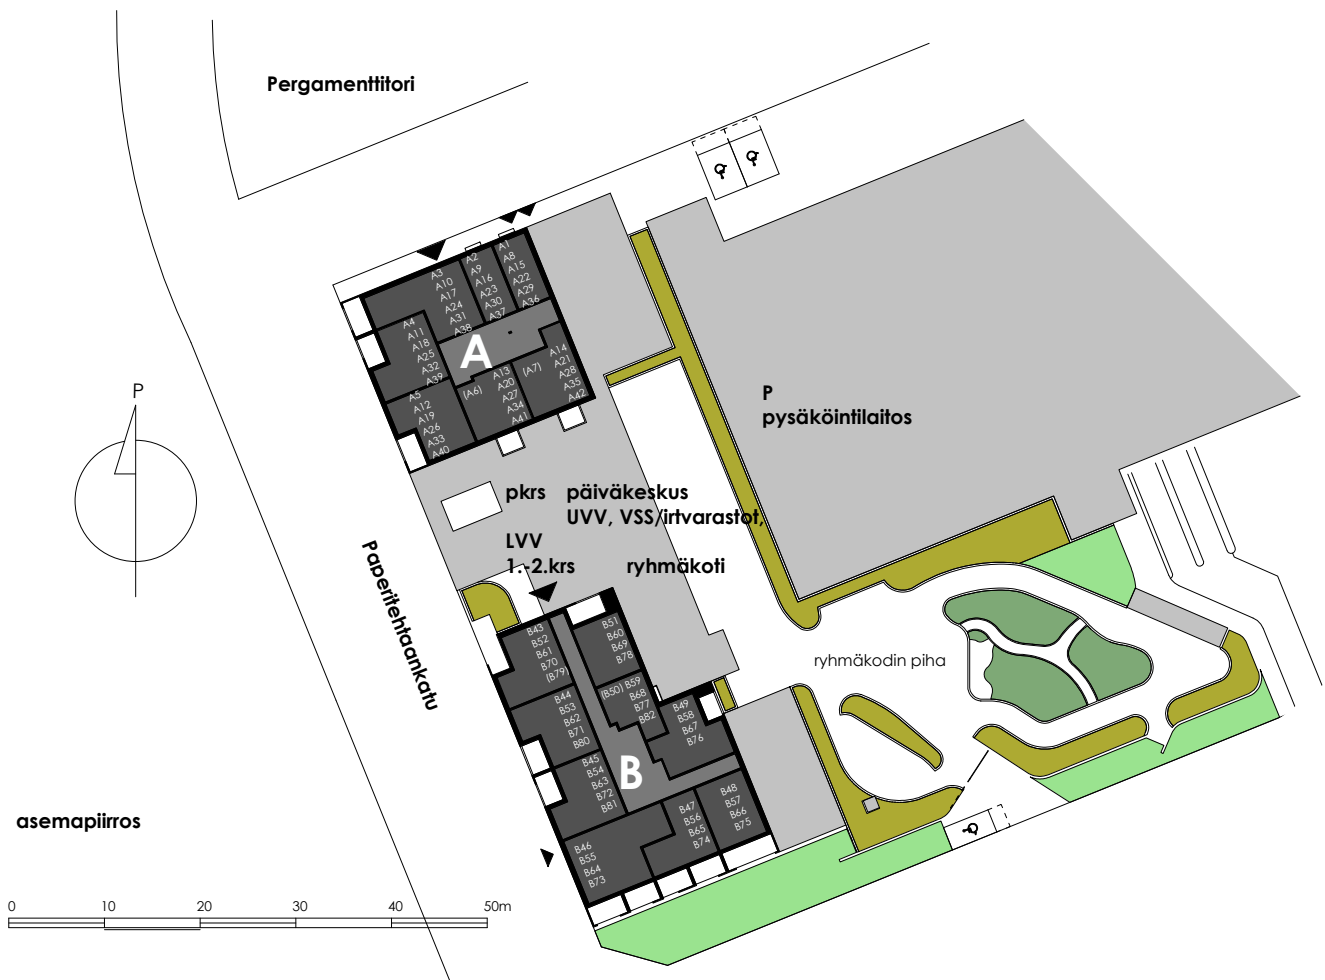 Pergamenttitori
A1
A8
A15
A22
A29
A36
A2
A9
A16
A23
A30
A37
A3
A10
A17
A24
A31
A38
A4
A11
A18
A25
A32
A39
A
A5
A12
A19
A26
A33
A40
(A6)
A13
A20
A27
A34
A41
(A7)
A14
A21
A28
A35
A42
P
P
pysäköintilaitos
pkrs päiväkeskus
UVV, VSS/irtvarastot,
LVV
1.-2.krs ryhmäkoti
Paperitehtaankatu
ryhmäkodin piha
B43
B52
B61
B70
(B79)
B51
B60
B69
B78
B44
B53
B62
B71
B80
(B50) B59
B68
B77
B82
B49
B58
B67
B76
B45
B54
B63
B72
B81
B
B46
B55
B64
B73
B47
B56
B65
B74
B48
B57
B66
B75
asemapiirros
0 10 20 30 40 50m